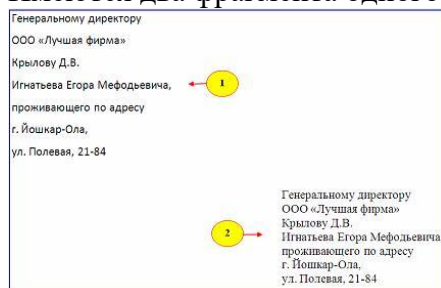 Генеральному директору
ООО «Лучшая фирма»
Крылову Д.В.
Игнатьева Егора Мефодьевича,
проживающего по адресу
г. Йошкар-Ола,
ул. Полевая, 21-84
1
2
Генеральному директору
ООО «Лучшая фирма»
Крылову Д.В.
Игнатьева Егора Мефодьевича
проживающего по адресу
г. Йошкар-Ола,
ул. Полевая, 21-84